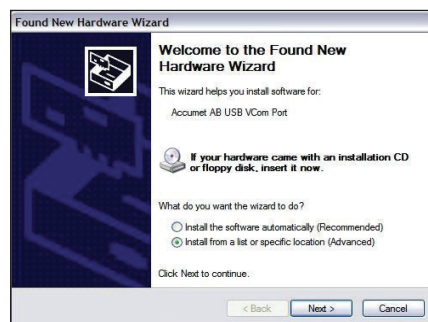 Found New Hardware Wizard
Welcome to the Found New
Hardware Wizard
This wizard helps you install software for:
Accumet AB USB VCom Port
If your hardware came with an installation CD
or floppy disk, insert it now.
What do you want the wizard to do?
Install the software automatically (Recommended)
Install from a list or specific location (Advanced)
Click Next to continue.
< Back Next > Cancel